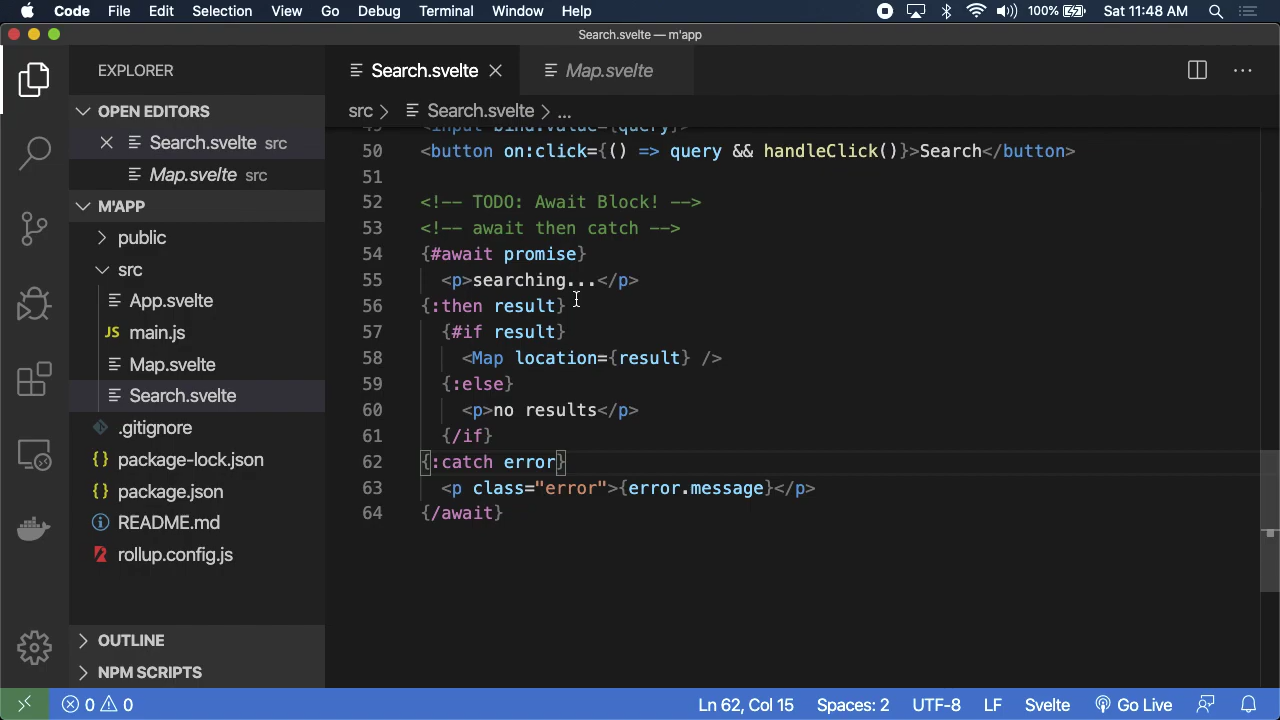 Code File Edit Selection View Go Debug Terminal Window Help 100% Sat 11:48 AM
Search.svelte — m'app
EXPLORER
Search.svelte
Map.svelte
OPEN EDITORS
src > Search.svelte > ...
Search.svelte src
Map.svelte src
M'APP
public
src
App.svelte
JS main.js
Map.svelte
Search.svelte
.gitignore
{} package-lock.json
{} package.json
README.md
rollup.config.js
OUTLINE
NPM SCRIPTS
49 <input bind:value={query}>
50 <button on:click={() => query && handleClick()}>Search</button>
51
52 <!-- TODO: Await Block! -->
53 <!-- await then catch -->
54 {#await promise}
55 <p>searching...</p>
56 {:then result}
57 {#if result}
58 <Map location={result} />
59 {:else}
60 <p>no results</p>
61 {/if}
62 {:catch error}
63 <p class="error">{error.message}</p>
64 {/await}
0 0
Ln 62, Col 15 Spaces: 2 UTF-8 LF Svelte Go Live